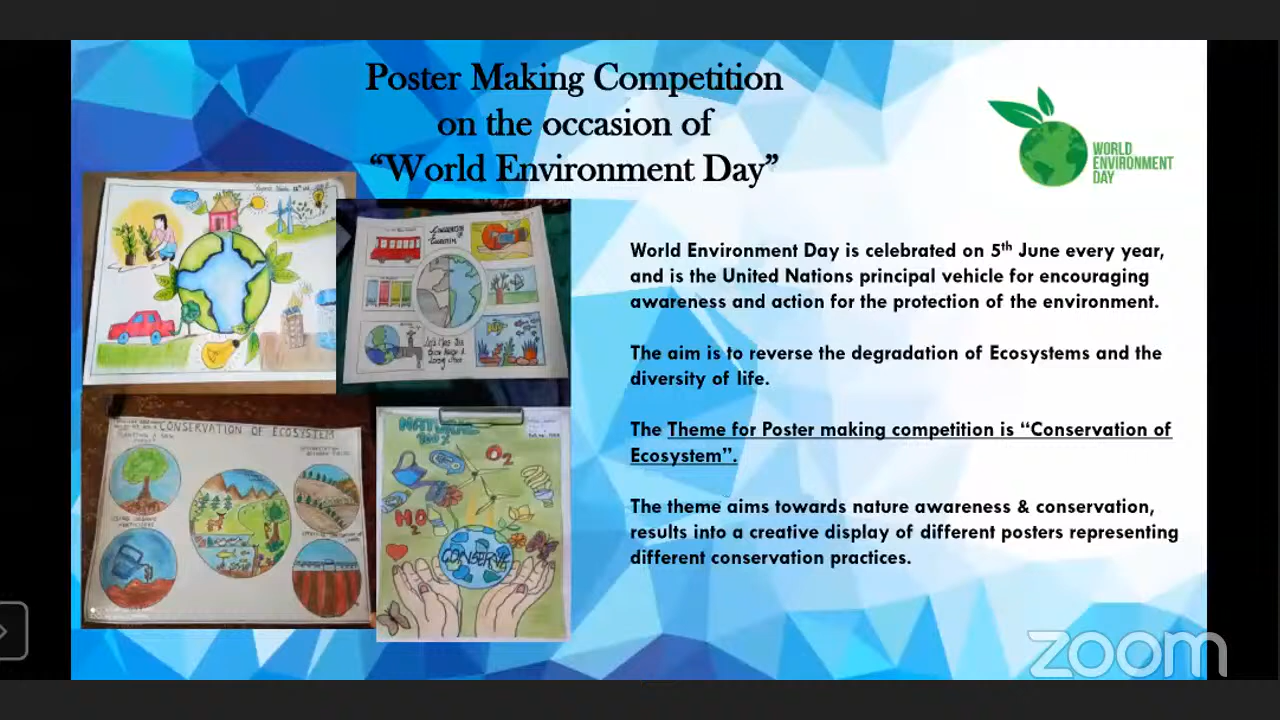 Poster Making Competition
on the occasion of
“World Environment Day”
WORLD
ENVIRONMENT
DAY
World Environment Day is celebrated on 5th June every year,
and is the United Nations principal vehicle for encouraging
awareness and action for the protection of the environment.
The aim is to reverse the degradation of Ecosystems and the
diversity of life.
The Theme for Poster making competition is “Conservation of
Ecosystem”.
The theme aims towards nature awareness & conservation,
results into a creative display of different posters representing
different conservation practices.
CONSERVATION OF ECOSYSTEM
O2
H2O
CONSERVE
zoom